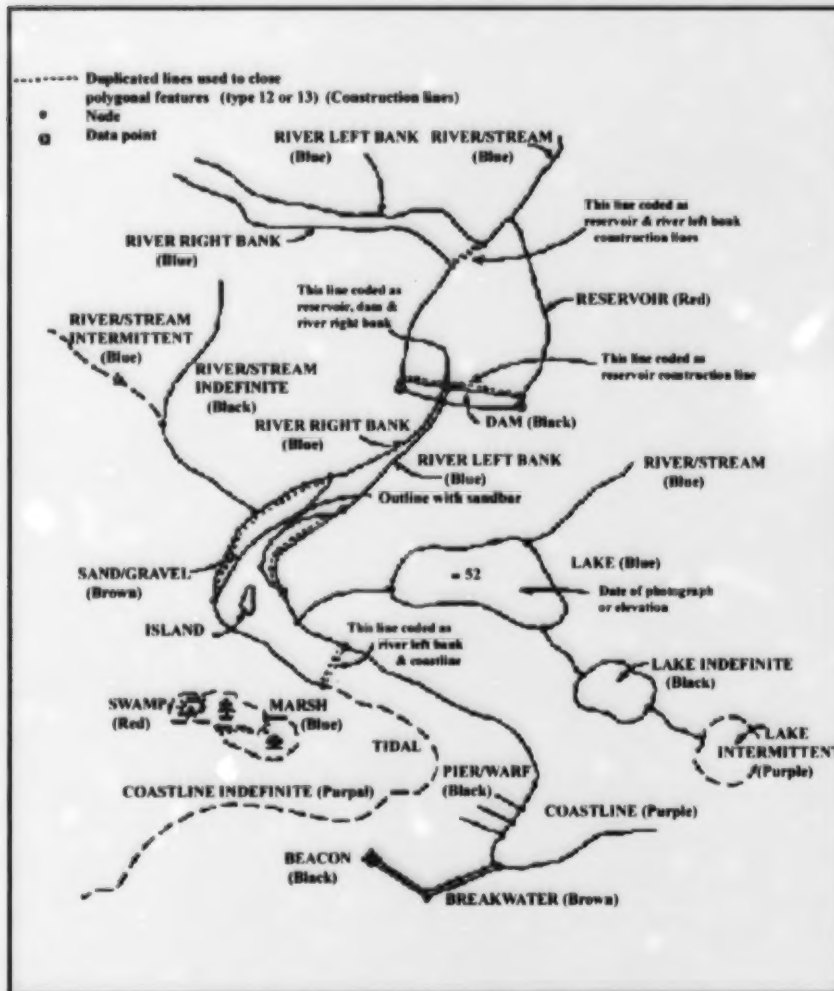 Duplicated lines used to close
polygonal features (type 12 or 13) (Construction lines)
Node
Data point
RIVER LEFT BANK
(Blue)
RIVER/STREAM
(Blue)
This line coded as
reservoir & river left bank
construction lines
RIVER RIGHT BANK
(Blue)
This line coded as
reservoir, dam &
river right bank
RESERVOIR (Red)
RIVER/STREAM
INTERMITTENT
(Blue)
RIVER/STREAM
INDEFINITE
(Black)
This line coded as
reservoir construction line
DAM (Black)
RIVER RIGHT BANK
(Blue)
RIVER LEFT BANK
(Blue)
RIVER/STREAM
(Blue)
Outline with sandbar
SAND/GRAVEL
(Brown)
= 52
LAKE (Blue)
Date of photograph
or elevation
ISLAND
This line coded as
river left bank
& coastline
LAKE INDEFINITE
(Black)
SWAMP
(Red)
MARSH
(Blue)
LAKE
INTERMITTENT
(Purple)
TIDAL
PIER/WARF
(Black)
COASTLINE INDEFINITE (Purpal)
COASTLINE (Purple)
BEACON
(Black)
BREAKWATER (Brown)